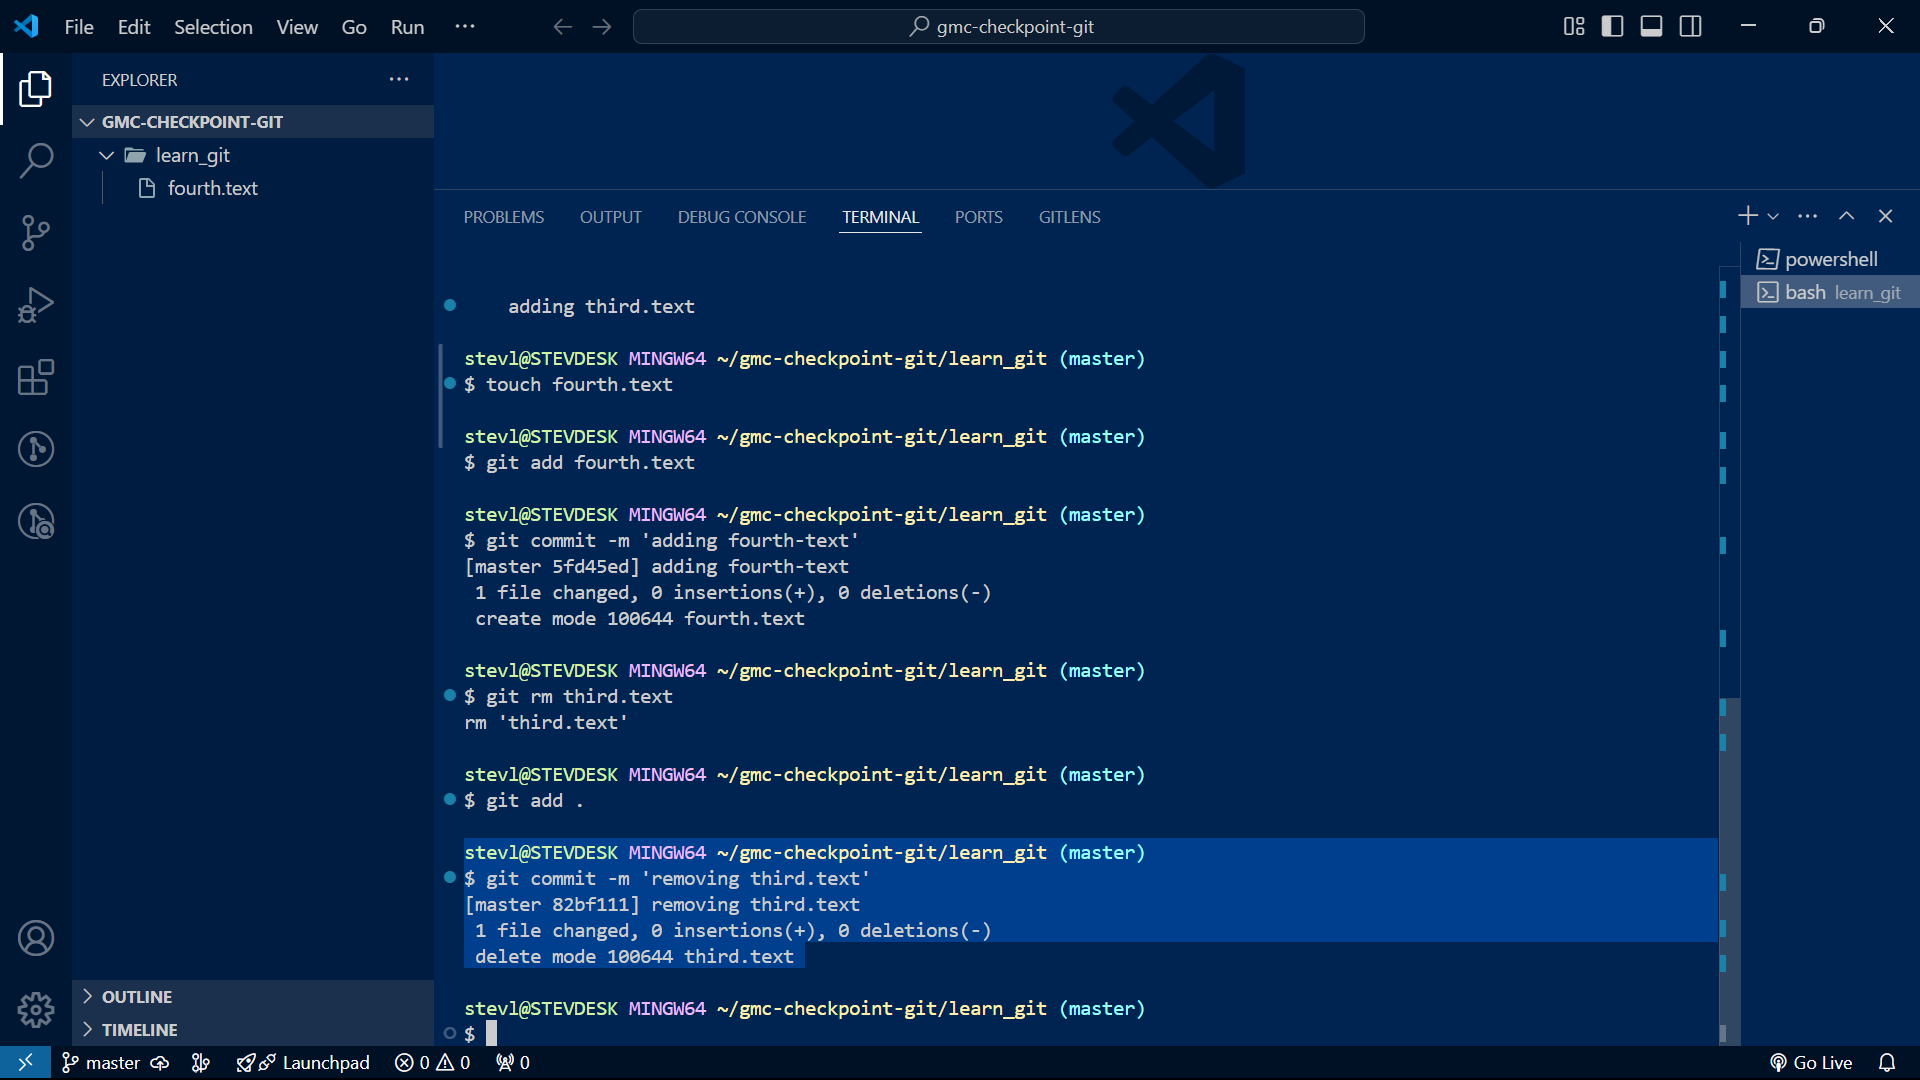 File Edit Selection View Go Run ···
gmc-checkpoint-git
EXPLORER
GMC-CHECKPOINT-GIT
learn_git
fourth.text
PROBLEMS OUTPUT DEBUG CONSOLE TERMINAL PORTS GITLENS
powershell
bash learn_git
adding third.text
stevl@STEVDESK MINGW64 ~/gmc-checkpoint-git/learn_git (master)
$ touch fourth.text
stevl@STEVDESK MINGW64 ~/gmc-checkpoint-git/learn_git (master)
$ git add fourth.text
stevl@STEVDESK MINGW64 ~/gmc-checkpoint-git/learn_git (master)
$ git commit -m 'adding fourth-text'
[master 5fd45ed] adding fourth-text
1 file changed, 0 insertions(+), 0 deletions(-)
create mode 100644 fourth.text
stevl@STEVDESK MINGW64 ~/gmc-checkpoint-git/learn_git (master)
$ git rm third.text
rm 'third.text'
stevl@STEVDESK MINGW64 ~/gmc-checkpoint-git/learn_git (master)
$ git add .
stevl@STEVDESK MINGW64 ~/gmc-checkpoint-git/learn_git (master)
$ git commit -m 'removing third.text'
[master 82bf111] removing third.text
1 file changed, 0 insertions(+), 0 deletions(-)
delete mode 100644 third.text
stevl@STEVDESK MINGW64 ~/gmc-checkpoint-git/learn_git (master)
$
OUTLINE
TIMELINE
master Launchpad 0 0 0 Go Live